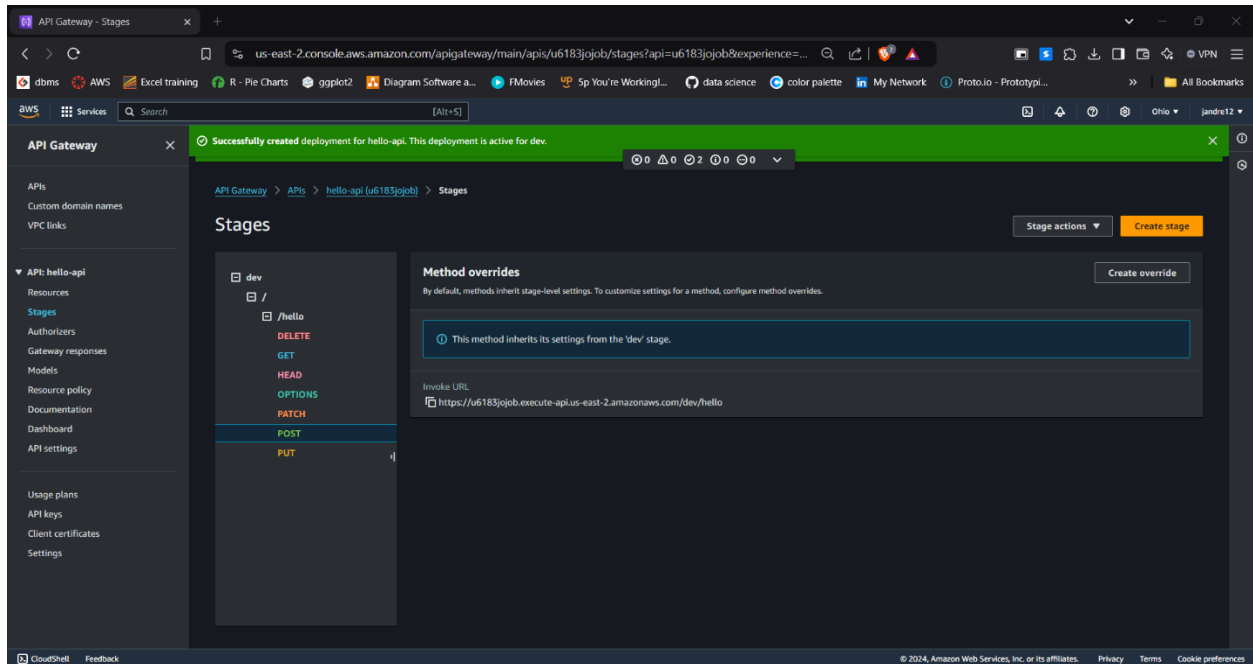 API Gateway - Stages
us-east-2.console.aws.amazon.com/apigateway/main/apis/u6183jojob/stages?api=u6183jojob&experience=...
VPN
dbms AWS Excel training R - Pie Charts ggplot2 Diagram Software a... FMovies 5p You're Working!... data science color palette My Network Proto.io - Prototypi... » All Bookmarks
aws Services Search [Alt+S] Ohio jandre12
API Gateway
Successfully created deployment for hello-api. This deployment is active for dev.
0 0 2 0 0
APIs
Custom domain names
VPC links
API: hello-api
Resources
Stages
Authorizers
Gateway responses
Models
Resource policy
Documentation
Dashboard
API settings
Usage plans
API keys
Client certificates
Settings
API Gateway > APIs > hello-api (u6183jojob) > Stages
Stages
Stage actions
Create stage
dev
/
/hello
DELETE
GET
HEAD
OPTIONS
PATCH
POST
PUT
Method overrides
Create override
By default, methods inherit stage-level settings. To customize settings for a method, configure method overrides.
This method inherits its settings from the 'dev' stage.
Invoke URL
https://u6183jojob.execute-api.us-east-2.amazonaws.com/dev/hello
CloudShell Feedback © 2024, Amazon Web Services, Inc. or its affiliates. Privacy Terms Cookie preferences